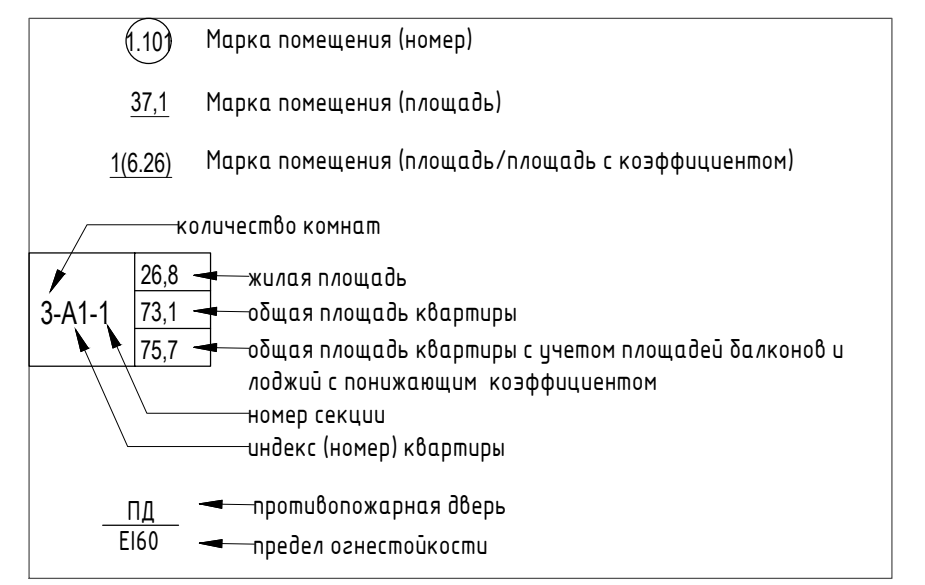 1.101 Марка помещения (номер)
37,1 Марка помещения (площадь)
1(6.26) Марка помещения (площадь/площадь с коэффициентом)
количество комнат
26,8 жилая площадь
3-А1-1 73,1 общая площадь квартиры
75,7 общая площадь квартиры с учетом площадей балконов и
лоджий с понижающим коэффициентом
номер секции
индекс (номер) квартиры
ПД противопожарная дверь
EI60 предел огнестойкости